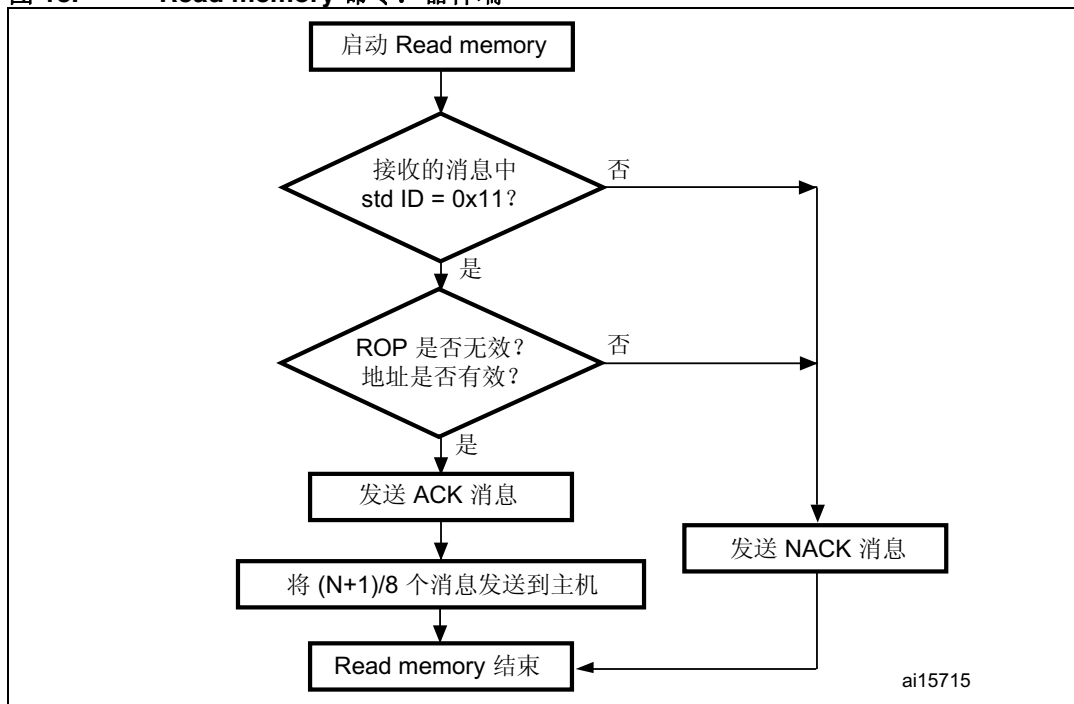 启动 Read memory
接收的消息中
std ID = 0x11?
否
是
ROP 是否无效?
地址是否有效?
否
是
发送 ACK 消息
发送 NACK 消息
将 (N+1)/8 个消息发送到主机
Read memory 结束
ai15715